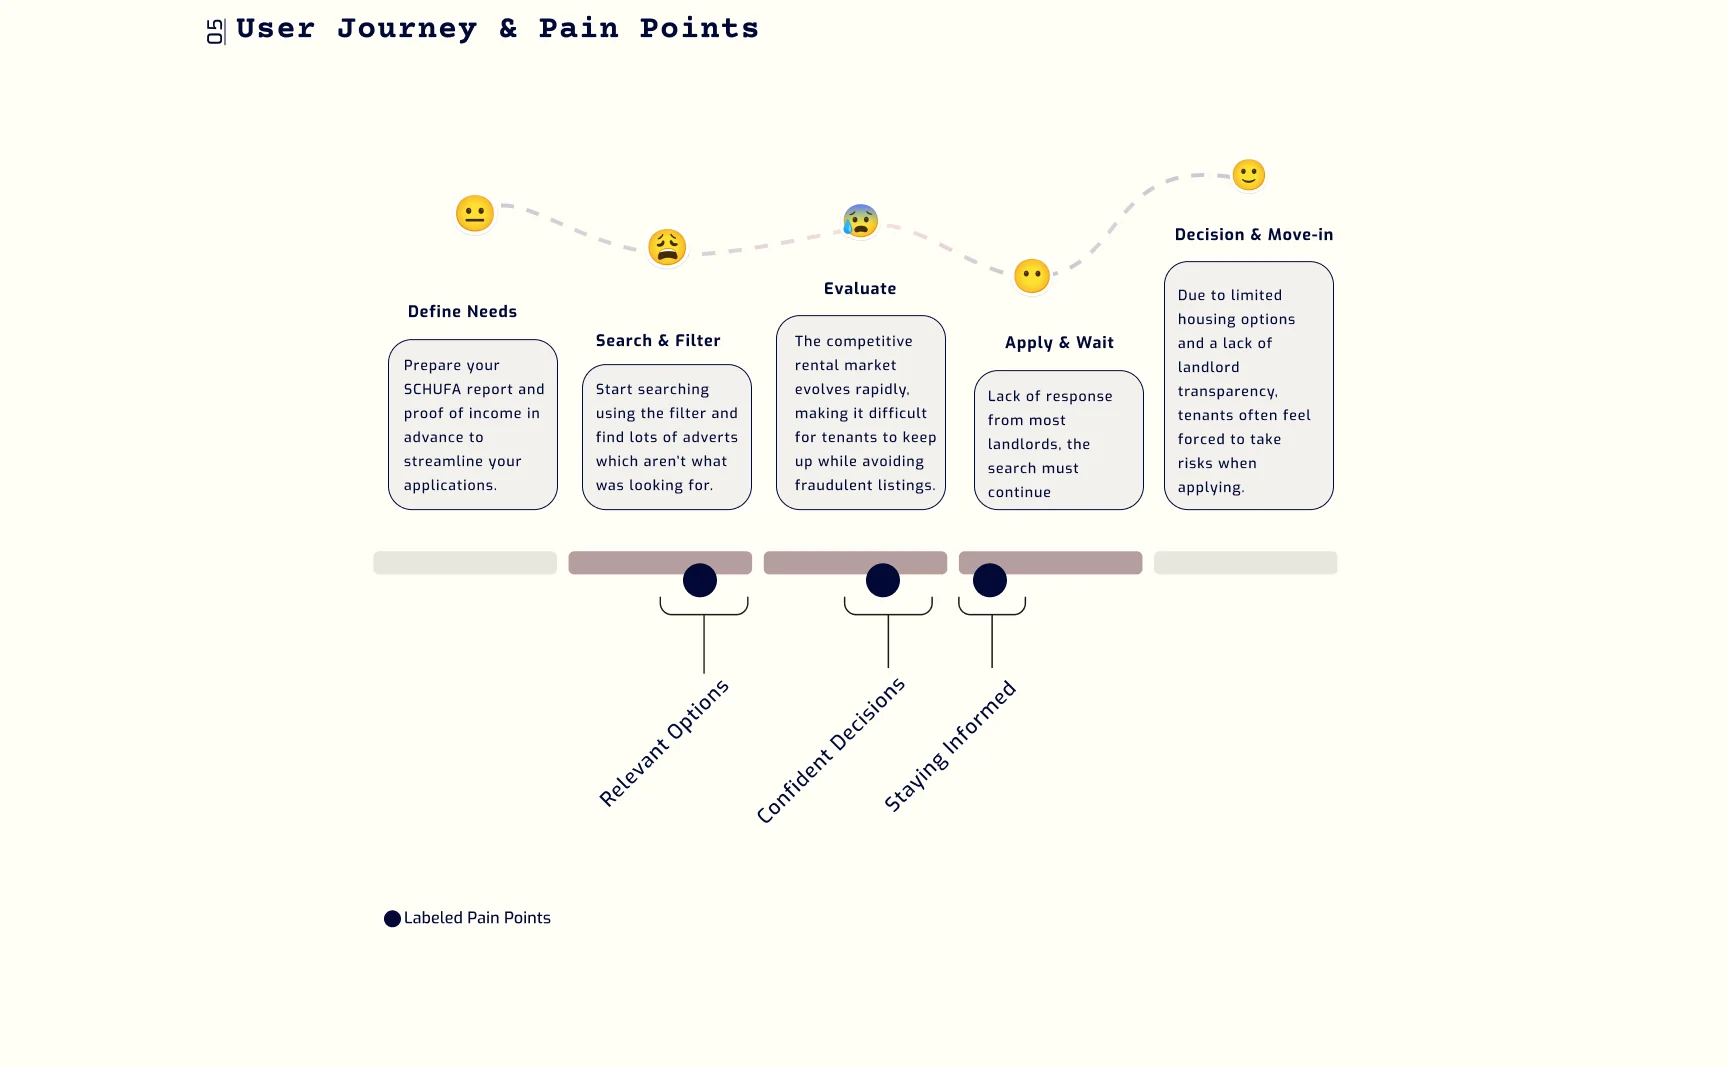 05
User Journey & Pain Points
Define Needs
Prepare your
SCHUFA report and
proof of income in
advance to
streamline your
applications.
Search & Filter
Start searching
using the filter and
find lots of adverts
which aren't what
was looking for.
Evaluate
The competitive
rental market
evolves rapidly,
making it difficult
for tenants to keep
up while avoiding
fraudulent listings.
Apply & Wait
Lack of response
from most
landlords, the
search must
continue
Decision & Move-in
Due to limited
housing options
and a lack of
landlord
transparency,
tenants often feel
forced to take
risks when
applying.
Relevant Options
Confident Decisions
Staying Informed
Labeled Pain Points